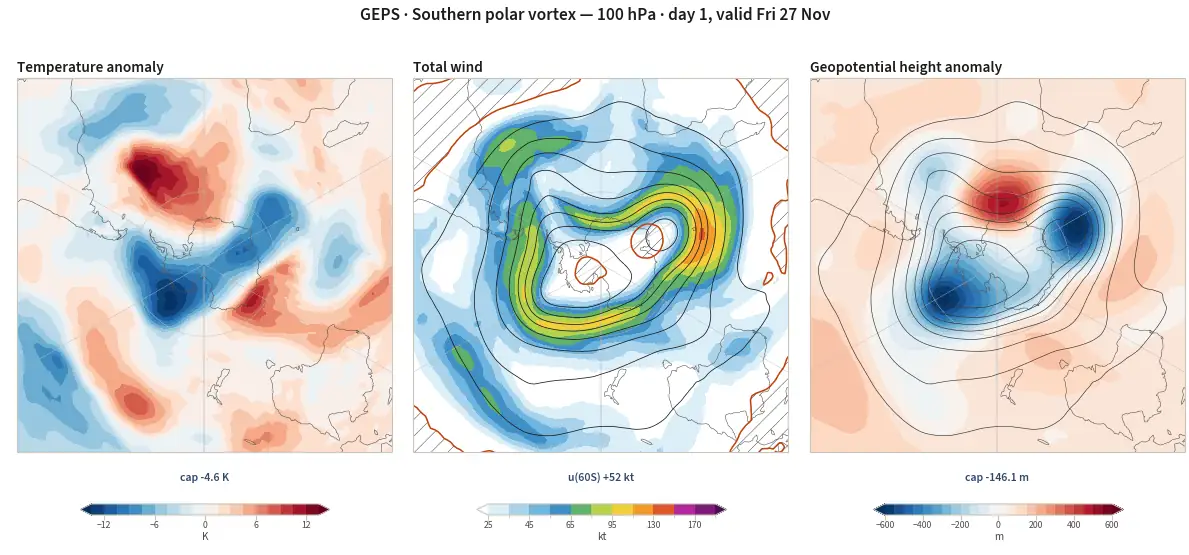 GEPS · Southern polar vortex — 100 hPa · day 1, valid Fri 27 Nov
Temperature anomaly
Total wind
Geopotential height anomaly
cap -4.6 K
u(60S) +52 kt
cap -146.1 m
−12 −6 0 6 12
K
25 45 65 95 130 170
kt
−600 −400 −200 0 200 400 600
m